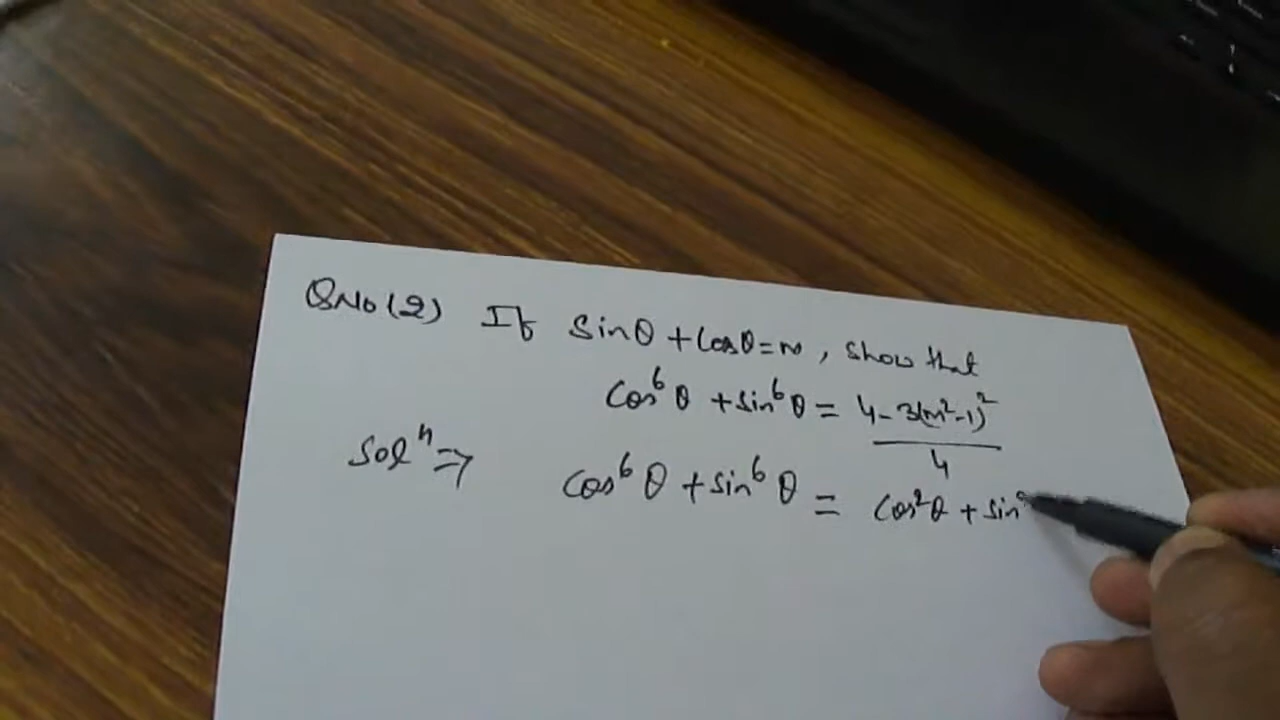 QNo(2) If sinθ + cosθ = m, show that
cos⁶θ + sin⁶θ = 4 - 3(m² - 1)² / 4
Solⁿ ⇒ cos⁶θ + sin⁶θ = cos²θ + sin²